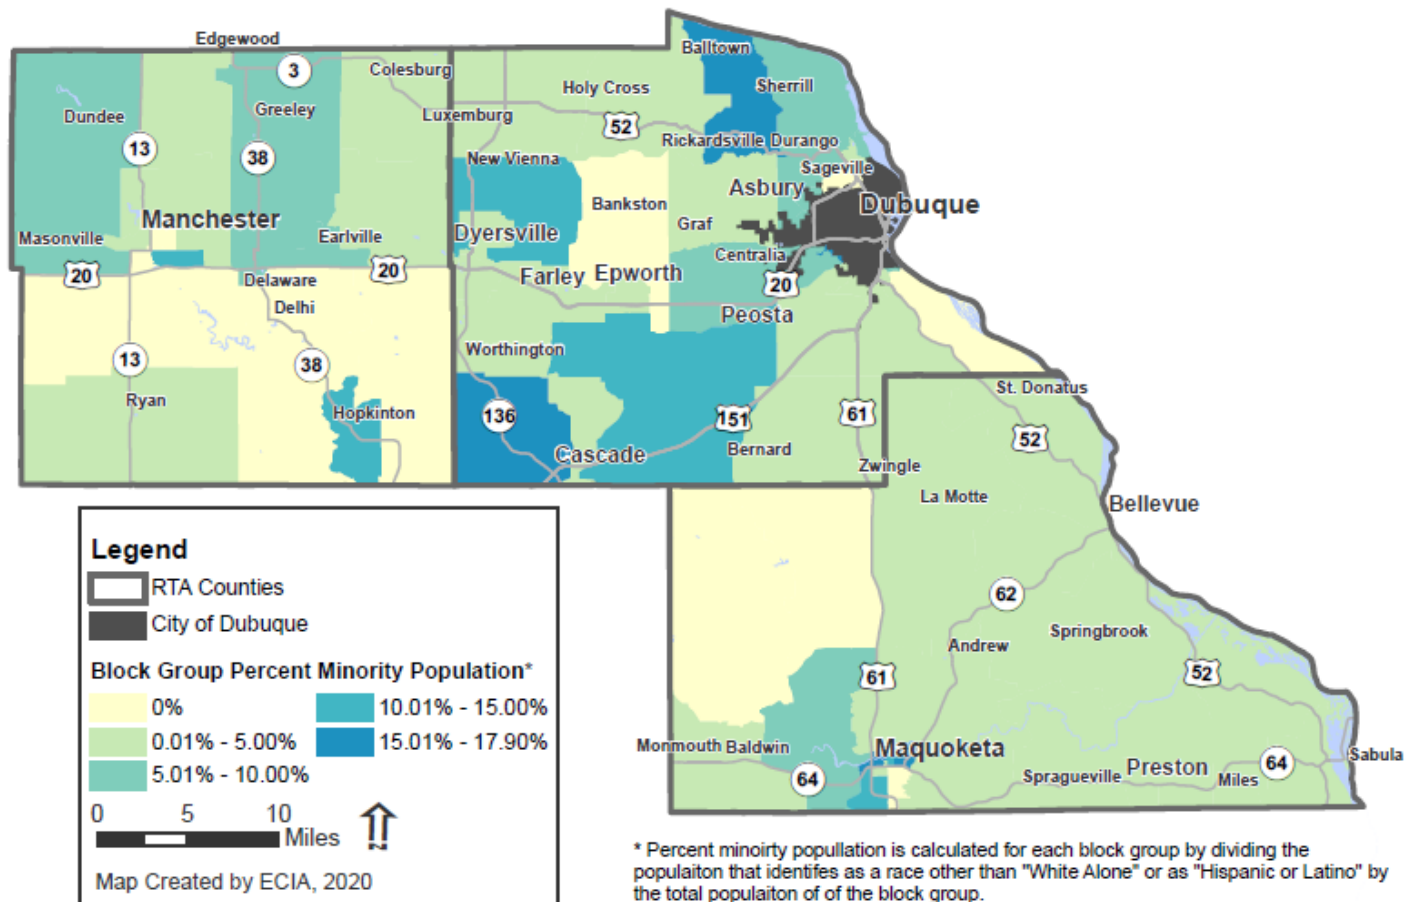 Edgewood
Balltown
3
Colesburg
Holy Cross
Sherrill
Dundee
Greeley
Luxemburg
52
13
38
New Vienna
Rickardsville Durango
Sageville
Asbury
Bankston
Dubuque
Manchester
Graf
Masonville
Earlville
Dyersville
Centralia
20
20
Farley
Epworth
20
Delaware
Delhi
Peosta
Worthington
13
38
St. Donatus
Ryan
Hopkinton
136
151
61
52
Cascade
Bernard
Zwingle
La Motte
Bellevue
62
Andrew
Springbrook
61
52
Monmouth Baldwin
Maquoketa
Sabula
64
Spragueville
Preston
Miles
64
Legend
RTA Counties
City of Dubuque
Block Group Percent Minority Population*
0%
10.01% - 15.00%
0.01% - 5.00%
15.01% - 17.90%
5.01% - 10.00%
0 5 10
Miles
Map Created by ECIA, 2020
* Percent minoirty popullation is calculated for each block group by dividing the
populaiton that identifes as a race other than "White Alone" or as "Hispanic or Latino" by
the total populaiton of of the block group.